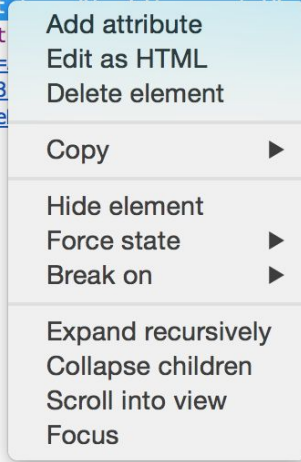 Add attribute
Edit as HTML
Delete element
Copy
Hide element
Force state
Break on
Expand recursively
Collapse children
Scroll into view
Focus